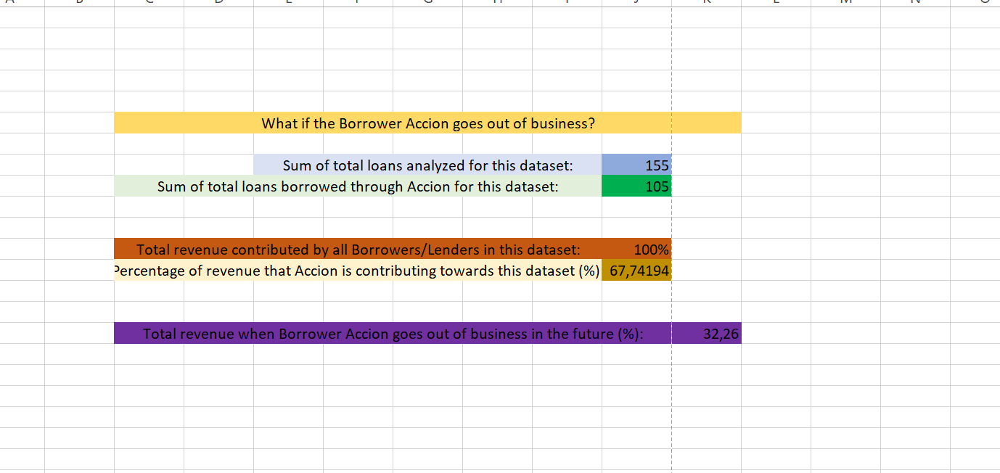 What if the Borrower Accion goes out of business?
Sum of total loans analyzed for this dataset: 155
Sum of total loans borrowed through Accion for this dataset: 105
Total revenue contributed by all Borrowers/Lenders in this dataset: 100%
Percentage of revenue that Accion is contributing towards this dataset (%) 67,74194
Total revenue when Borrower Accion goes out of business in the future (%): 32,26